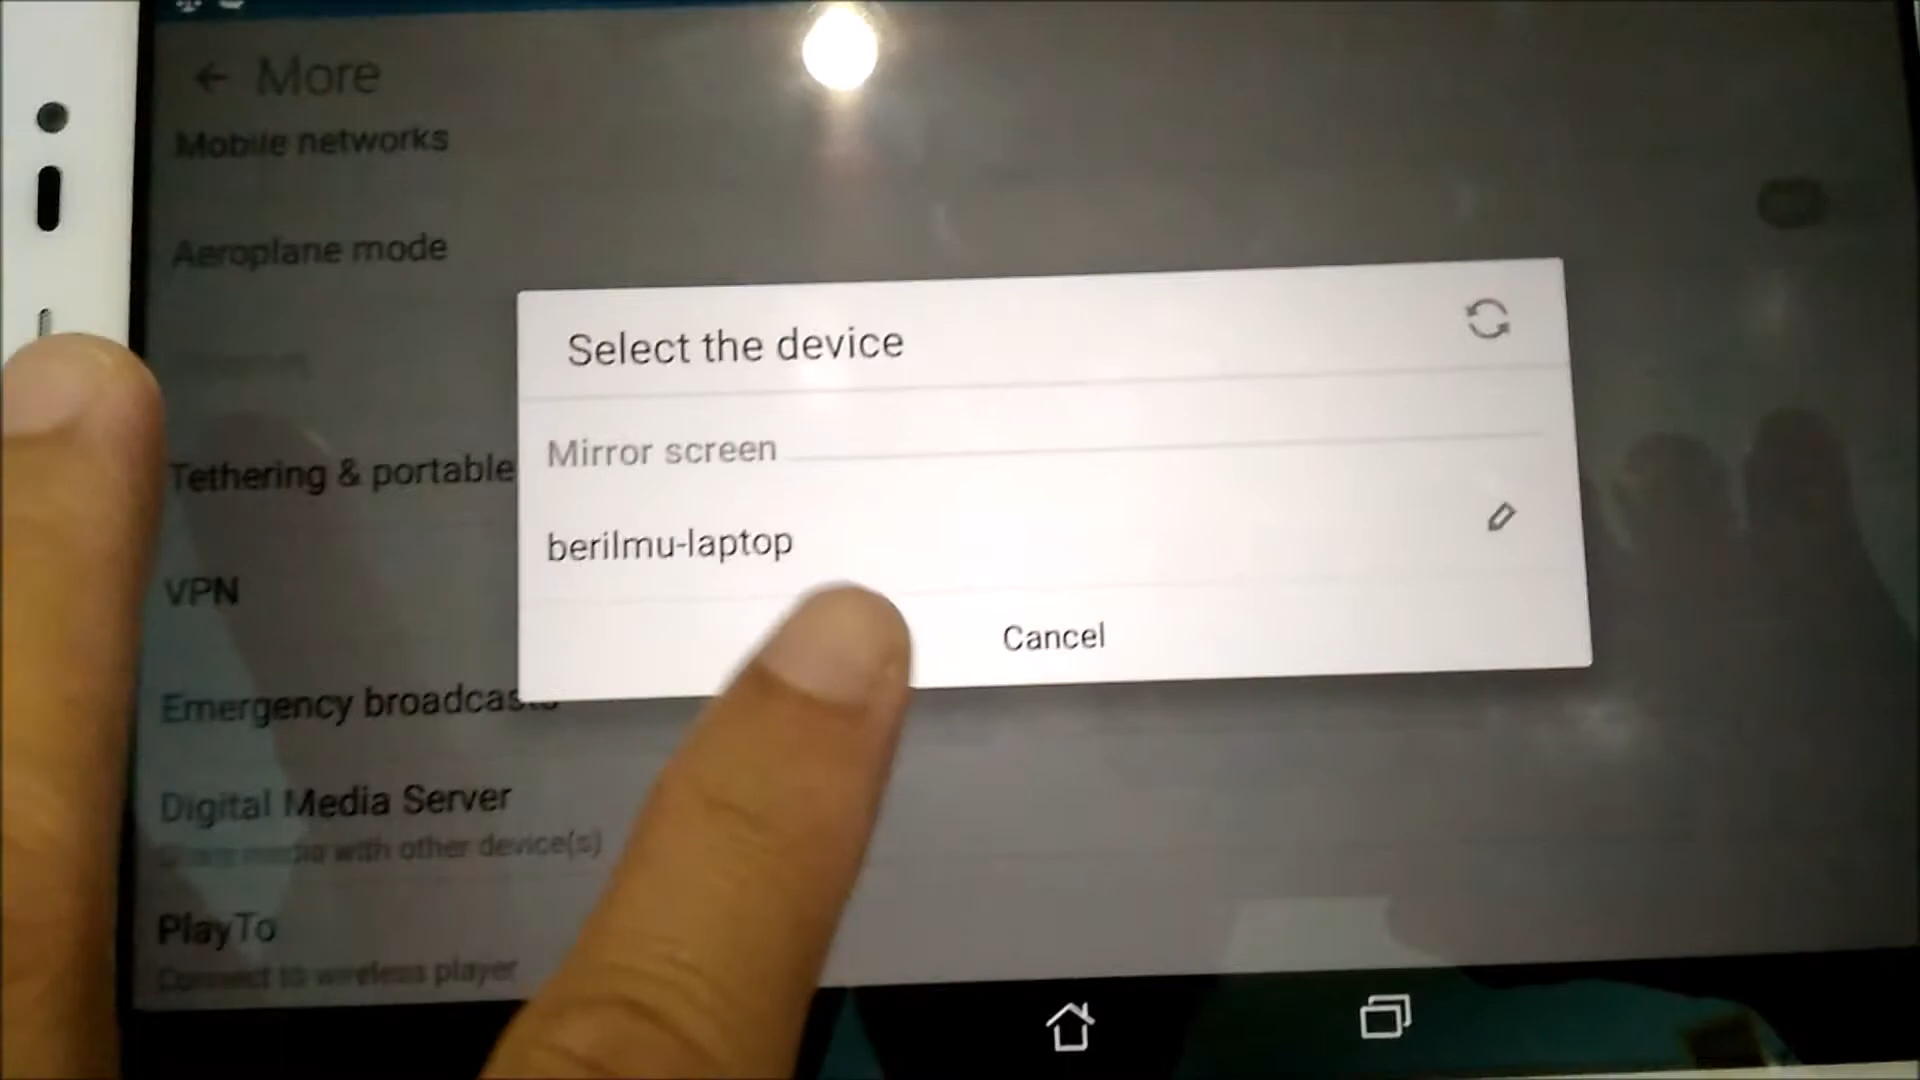 More
Mobile networks
Aeroplane mode
Select the device
Mirror screen
Tethering & portable
berilmu-laptop
VPN
Cancel
Emergency broadcasts
Digital Media Server
Share media with other device(s)
PlayTo
Connect to wireless player